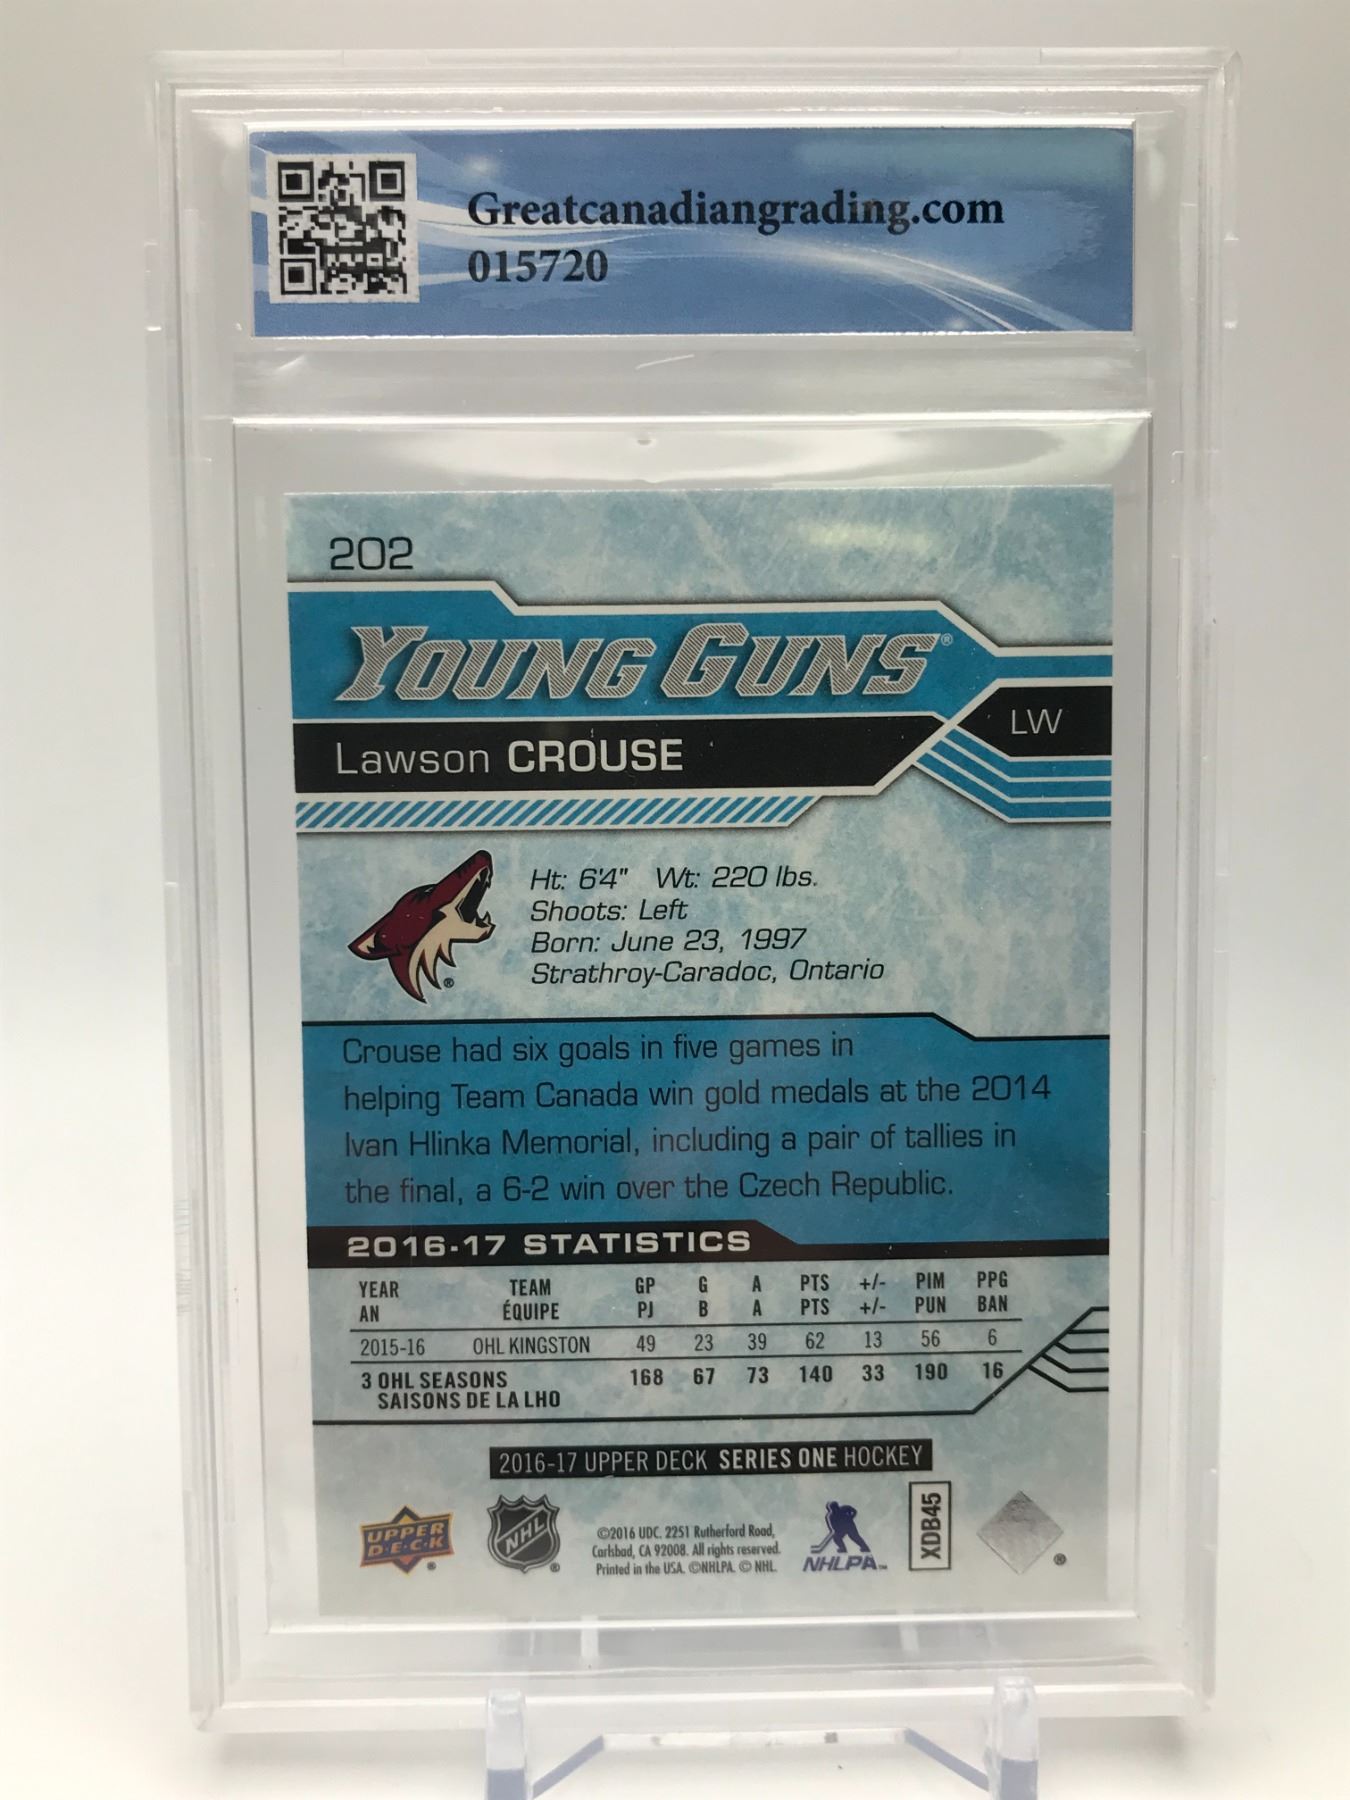 Greatcanadiangrading.com
015720
202
YOUNG GUNS®
LW
Lawson CROUSE
Ht: 6'4" Wt: 220 lbs.
Shoots: Left
Born: June 23, 1997
Strathroy-Caradoc, Ontario
®
Crouse had six goals in five games in
helping Team Canada win gold medals at the 2014
Ivan Hlinka Memorial, including a pair of tallies in
the final, a 6-2 win over the Czech Republic.
2016-17 STATISTICS
YEAR TEAM GP G A PTS +/- PIM PPG
AN ÉQUIPE PJ B A PTS +/- PUN BAN
2015-16 OHL KINGSTON 49 23 39 62 13 56 6
3 OHL SEASONS 168 67 73 140 33 190 16
SAISONS DE LA LHO
2016-17 UPPER DECK SERIES ONE HOCKEY
UPPER
D·E·C·K
®
NHL
®
©2016 UDC. 2251 Rutherford Road,
Carlsbad, CA 92008. All rights reserved.
Printed in the USA. ©NHLPA. © NHL.
NHLPA™
XDB45
®